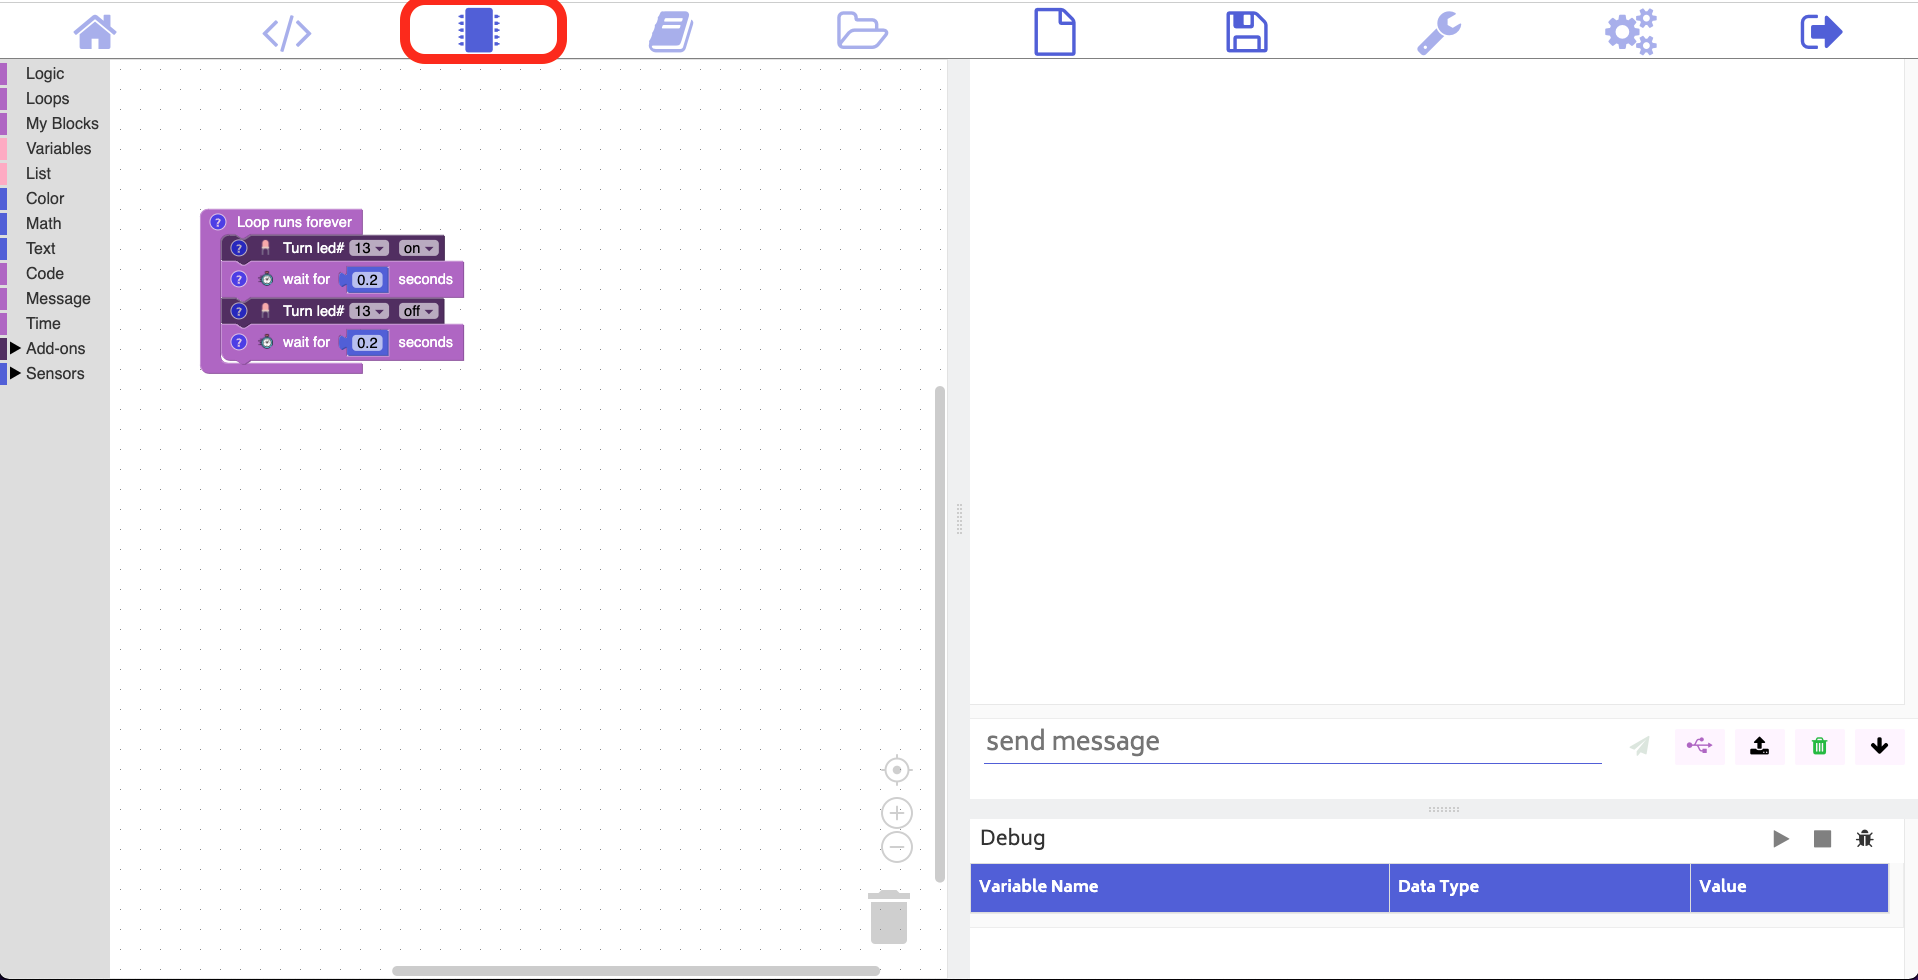 Logic
Loops
My Blocks
Variables
List
Color
Math
Text
Code
Message
Time
Add-ons
Sensors
? Loop runs forever
? Turn led# 13 on
? wait for 0.2 seconds
? Turn led# 13 off
? wait for 0.2 seconds
send message
Debug
Variable Name Data Type Value